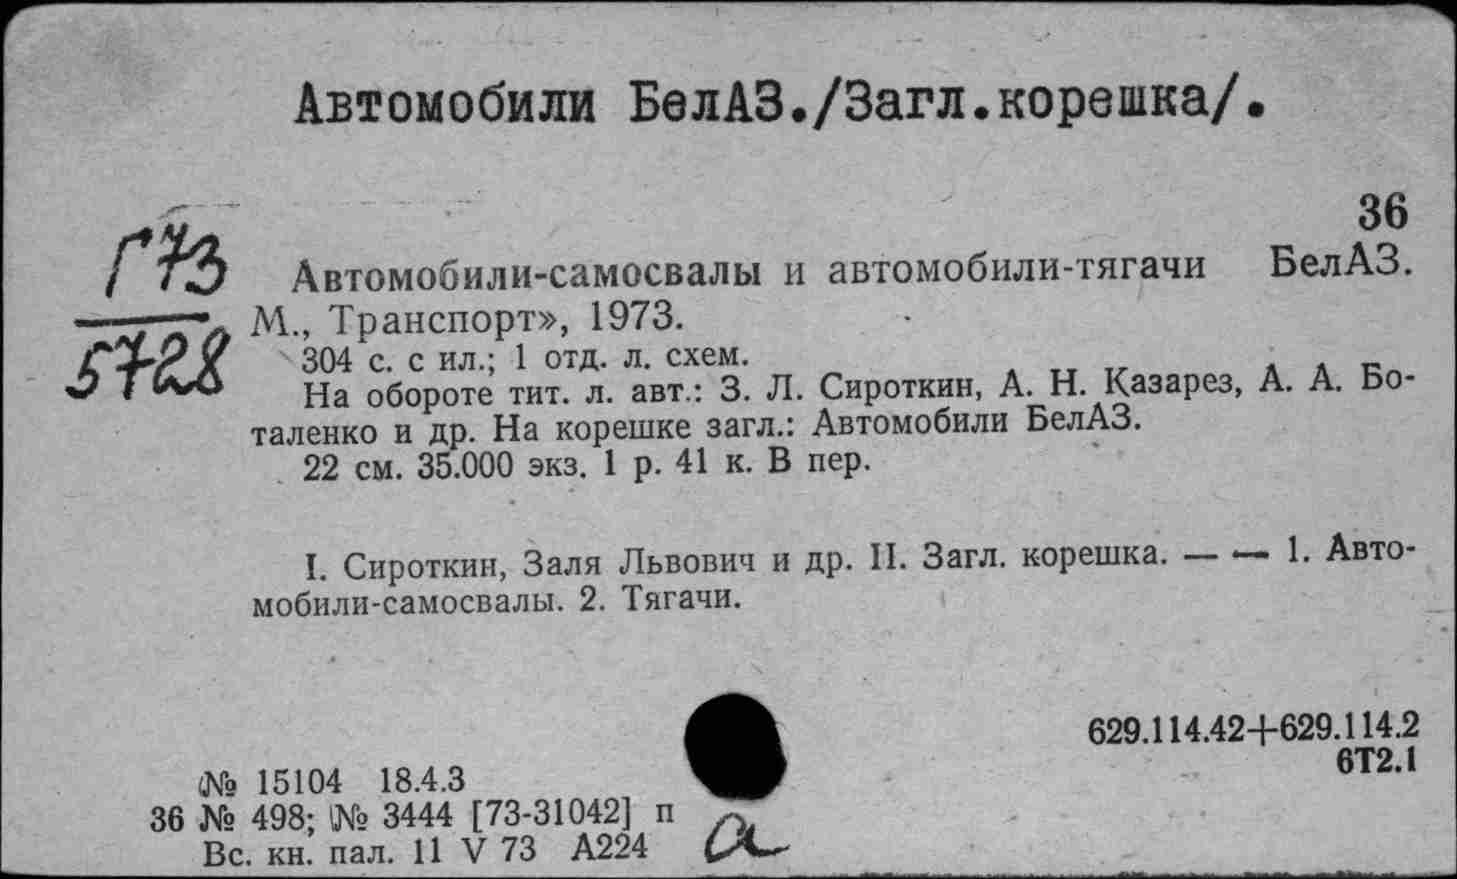 Автомобили БелАЗ./Загл.корешка/.
36
Г73
5728
Автомобили-самосвалы и автомобили-тягачи БелАЗ.
М., Транспорт», 1973.
304 с. с ил.; 1 отд. л. схем.
На обороте тит. л. авт.: З. Л. Сироткин, А. Н. Казарез, А. А. Бо-
таленко и др. На корешке загл.: Автомобили БелАЗ.
22 см. 35.000 экз. 1 р. 41 к. В пер.
I. Сироткин, Заля Львович и др. II. Загл. корешка. — — 1. Авто-
мобили-самосвалы. 2. Тягачи.
629.114.42+629.114.2
6Т2.1
№ 15104 18.4.3
36 № 498; № 3444 [73-31042] п
Вс. кн. пал. 11 V 73 А224